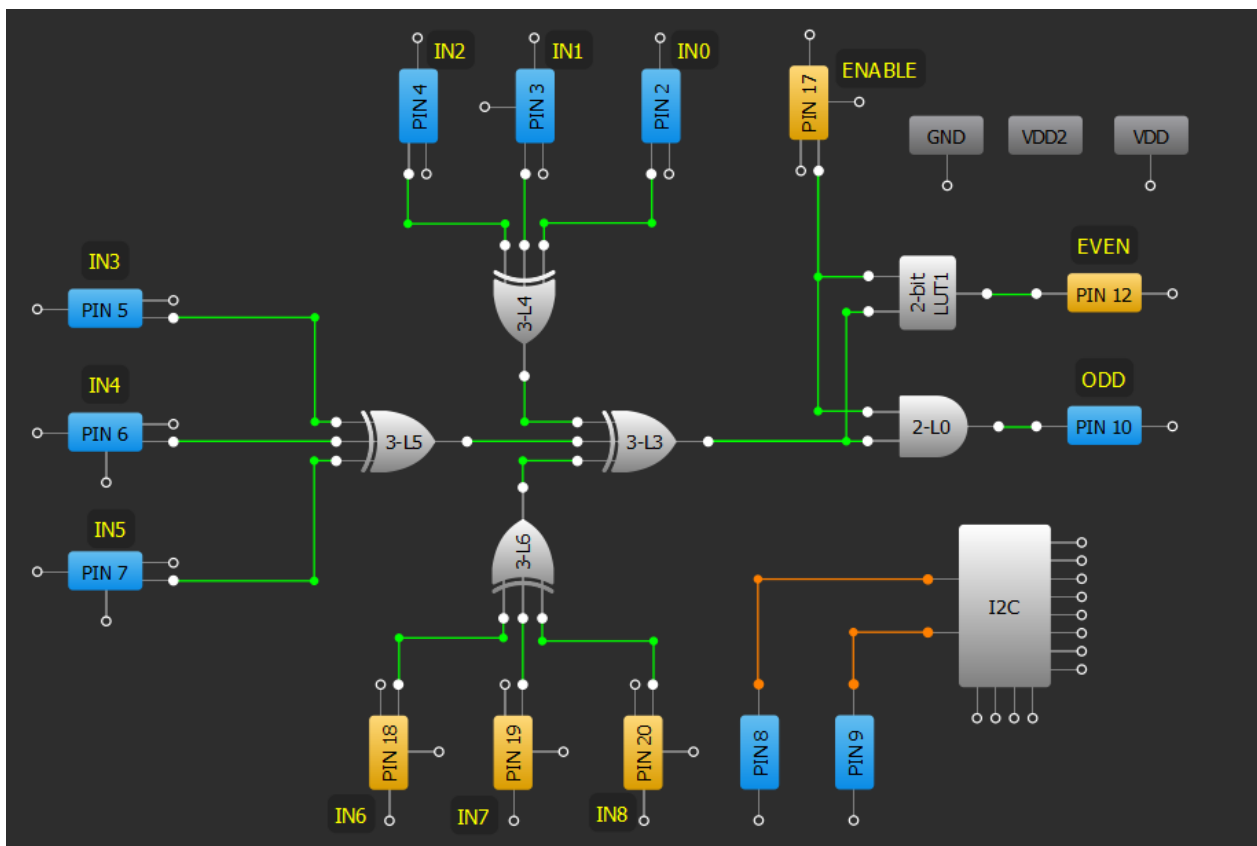 IN2
IN1
IN0
PIN 4
PIN 3
PIN 2
PIN 17
ENABLE
GND
VDD2
VDD
IN3
PIN 5
3-L4
2-bit
LUT1
EVEN
PIN 12
IN4
PIN 6
3-L5
3-L3
2-L0
ODD
PIN 10
IN5
PIN 7
3-L6
I2C
PIN 18
PIN 19
PIN 20
PIN 8
PIN 9
IN6
IN7
IN8